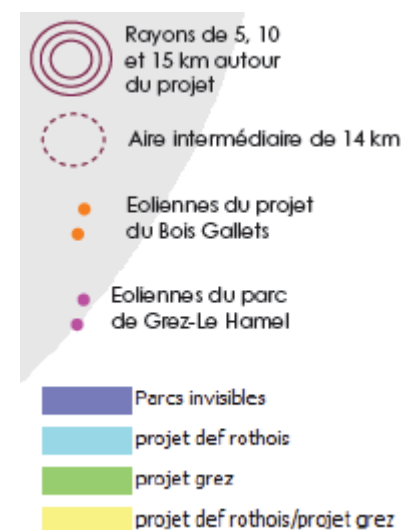 Rayons de 5, 10
et 15 km autour
du projet
Aire intermédiaire de 14 km
Eoliennes du projet
du Bois Gallets
Eoliennes du parc
de Grez-Le Hamel
Parcs invisibles
projet def rothois
projet grez
projet def rothois/projet grez